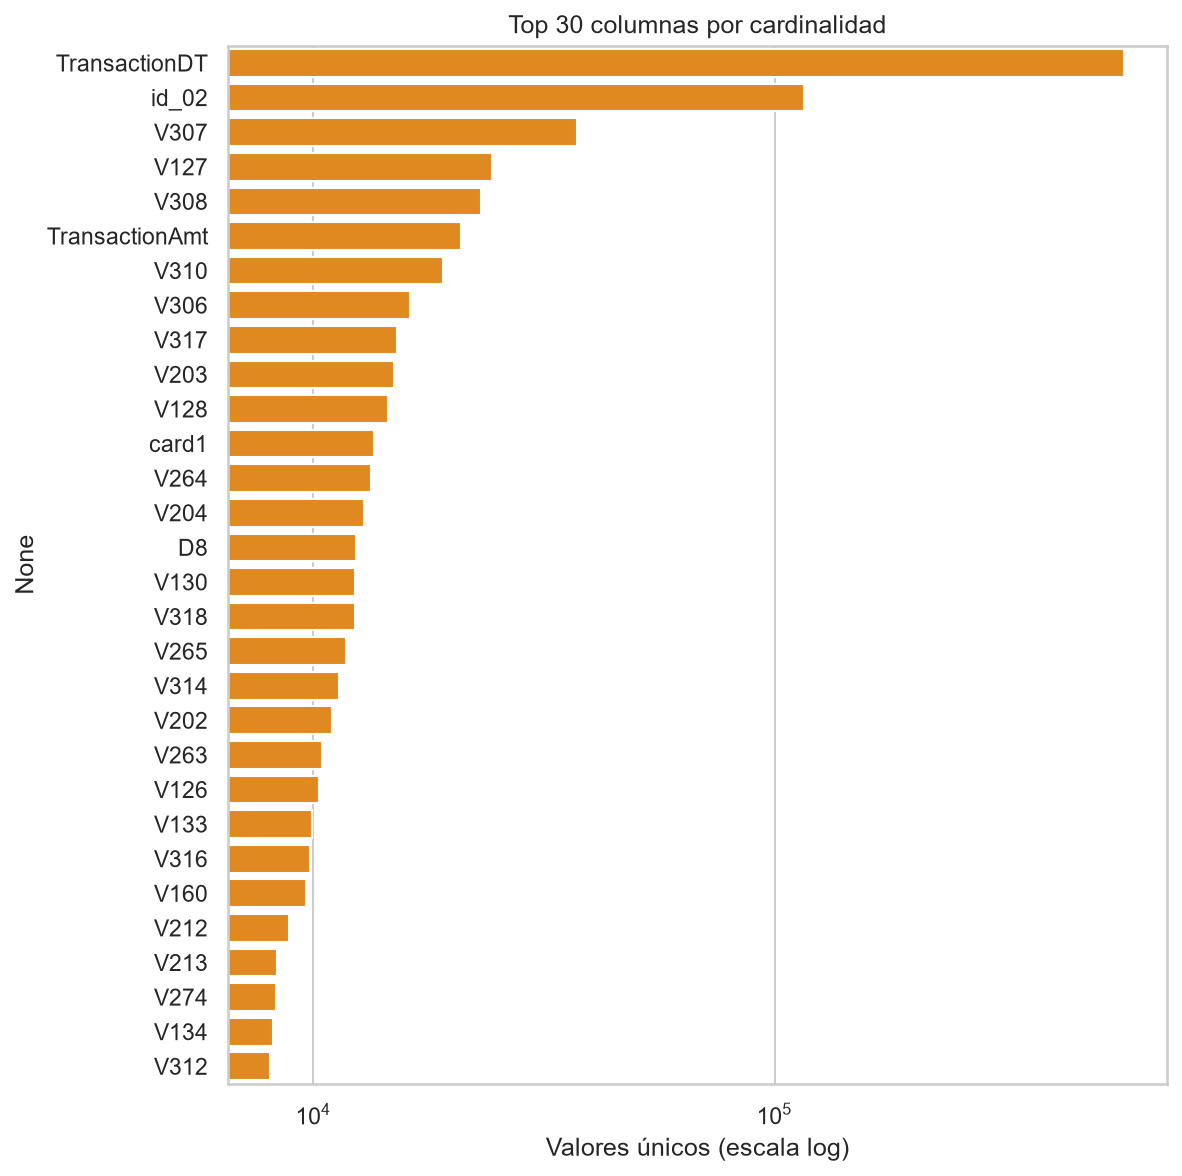 Top 30 columnas por cardinalidad
TransactionDT
id_02
V307
V127
V308
TransactionAmt
V310
V306
V317
V203
V128
card1
V264
V204
D8
V130
V318
V265
V314
V202
V263
V126
V133
V316
V160
V212
V213
V274
V134
V312
None
10^4 10^5
Valores únicos (escala log)